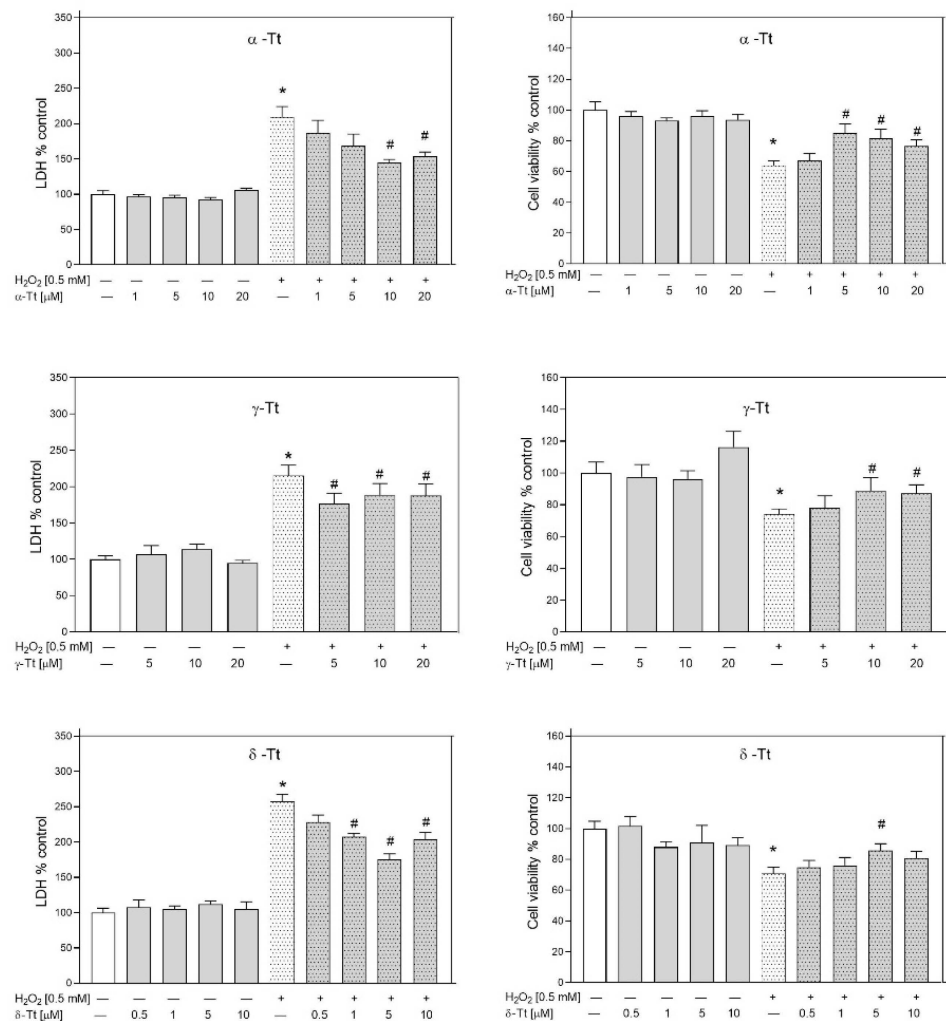 α -Tt
LDH % control
350
300
250
200
150
100
50
0
*
#
#
H₂O₂ [0.5 mM] — — — — — + + + + +
α-Tt [μM] — 1 5 10 20 — 1 5 10 20
α -Tt
Cell viability % control
160
140
120
100
80
60
40
20
0
*
#
#
#
H₂O₂ [0.5 mM] — — — — — + + + + +
α-Tt [μM] — 1 5 10 20 — 1 5 10 20
γ-Tt
LDH % control
350
300
250
200
150
100
50
0
*
#
#
#
H₂O₂ [0.5 mM] — — — — + + + +
γ-Tt [μM] — 5 10 20 — 5 10 20
γ-Tt
Cell viability % control
160
140
120
100
80
60
40
20
0
*
#
#
H₂O₂ [0.5 mM] — — — — + + + +
γ-Tt [μM] — 5 10 20 — 5 10 20
δ -Tt
LDH % control
350
300
250
200
150
100
50
0
*
#
#
#
H₂O₂ [0.5 mM] — — — — — + + + + +
δ-Tt [μM] — 0.5 1 5 10 — 0.5 1 5 10
δ -Tt
Cell viability % control
160
140
120
100
80
60
40
20
0
*
#
H₂O₂ [0.5 mM] — — — — — + + + + +
δ-Tt [μM] — 0.5 1 5 10 — 0.5 1 5 10